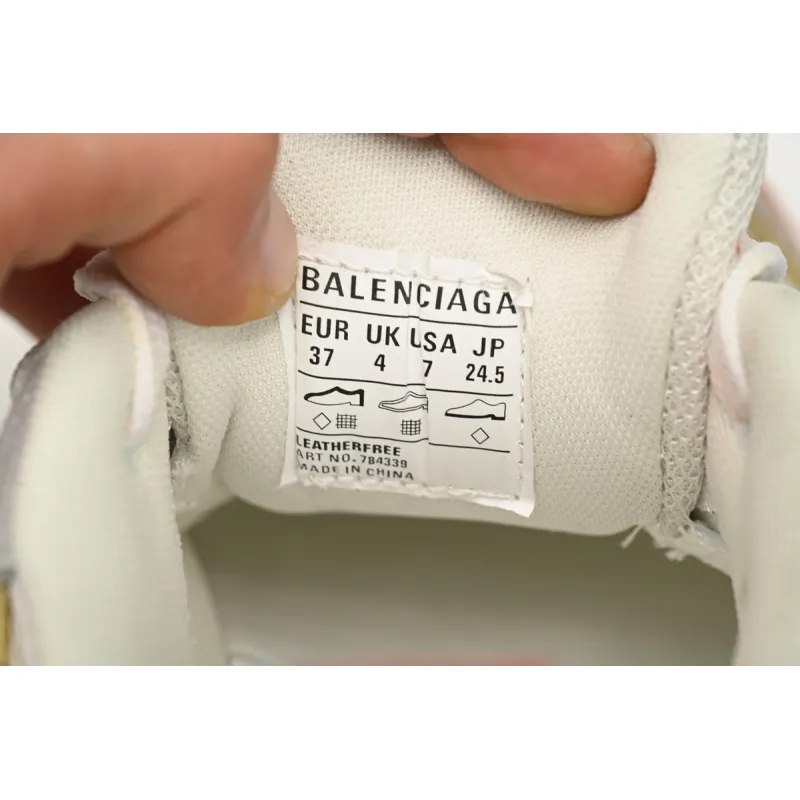 BALENCIAGA
EUR UK USA JP
37 4 7 24.5
LEATHERFREE
ART NO. 784339
MADE IN CHINA